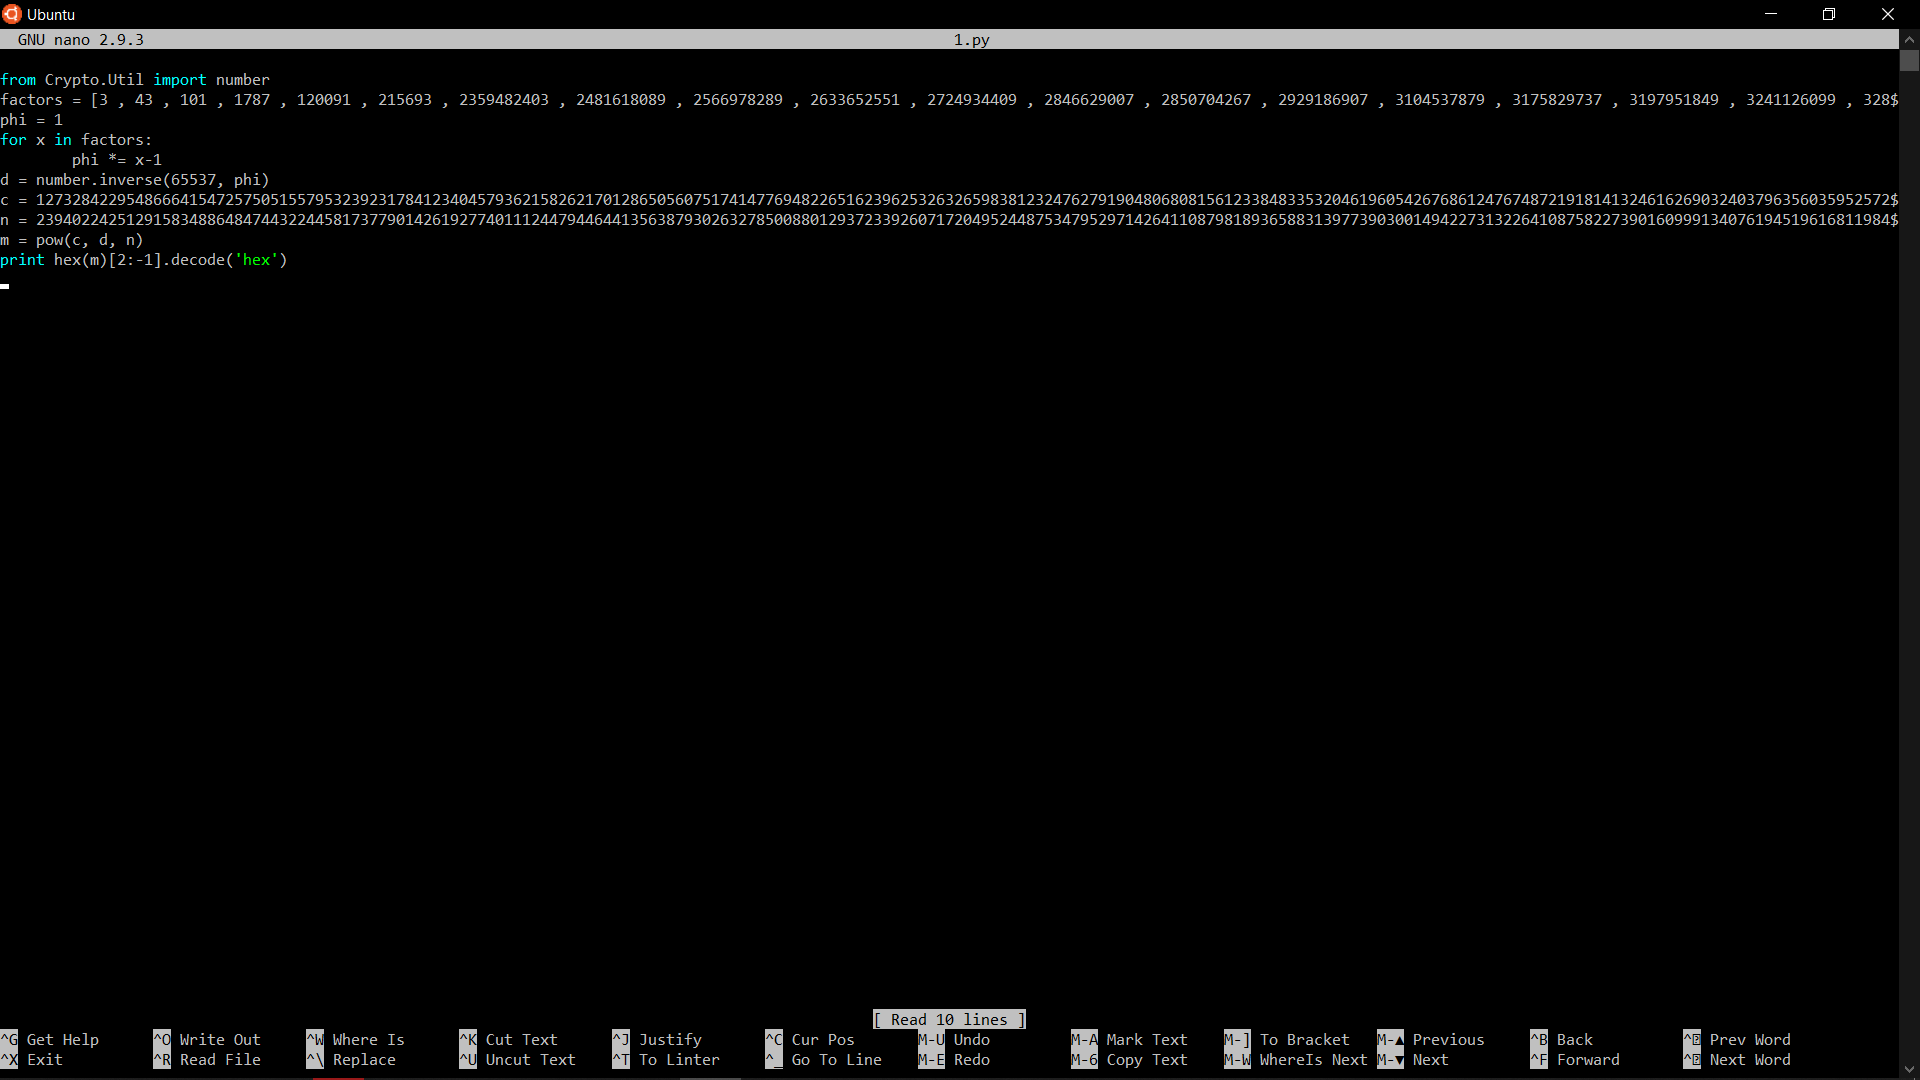 Ubuntu
GNU nano 2.9.3 1.py
from Crypto.Util import number
factors = [3 , 43 , 101 , 1787 , 120091 , 215693 , 2359482403 , 2481618089 , 2566978289 , 2633652551 , 2724934409 , 2846629007 , 2850704267 , 2929186907 , 3104537879 , 3175829737 , 3197951849 , 3241126099 , 328$
phi = 1
for x in factors:
phi *= x-1
d = number.inverse(65537, phi)
c = 12732842295486664154725750515579532392317841234045793621582621701286505607517414776948226516239625326326598381232476279190480680815612338483353204619605426768612476748721918141324616269032403796356035952572$
n = 2394022425129158348864847443224458173779014261927740111244794464413563879302632785008801293723392607172049524487534795297142641108798189365883139773903001494227313226410875822739016099913407619451961681198​4$
m = pow(c, d, n)
print hex(m)[2:-1].decode('hex')
[ Read 10 lines ]
^G Get Help ^O Write Out ^W Where Is ^K Cut Text ^J Justify ^C Cur Pos M-U Undo M-A Mark Text M-] To Bracket M-▲ Previous ^B Back ^ Prev Word
^X Exit ^R Read File ^\ Replace ^U Uncut Text ^T To Linter ^_ Go To Line M-E Redo M-6 Copy Text M-W WhereIs Next M-▼ Next ^F Forward ^ Next Word